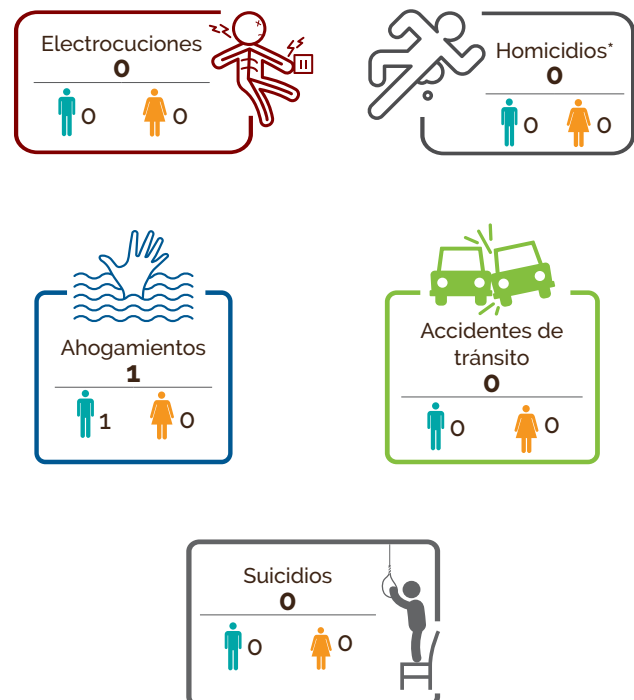 Electrocuciones
0
0 0
Homicidios*
0
0 0
Ahogamientos
1
1 0
Accidentes de
tránsito
0
0 0
Suicidios
0
0 0